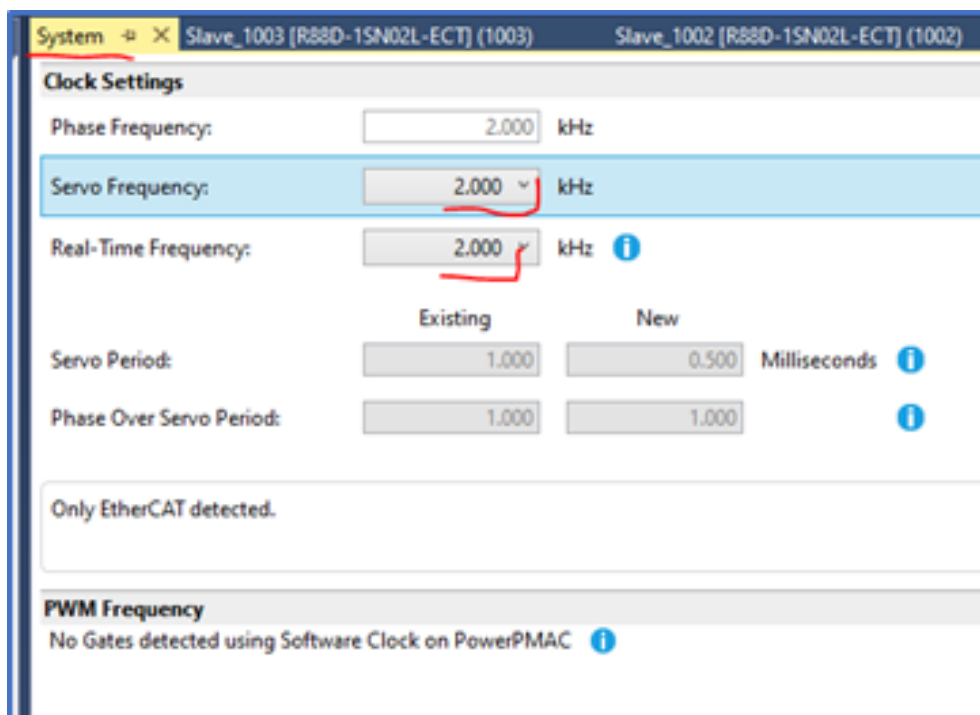 System Slave_1003 [R88D-1SN02L-ECT] (1003) Slave_1002 [R88D-1SN02L-ECT] (1002)
Clock Settings
Phase Frequency: 2.000 kHz
Servo Frequency: 2.000 kHz
Real-Time Frequency: 2.000 kHz
Existing New
Servo Period: 1.000 0.500 Milliseconds
Phase Over Servo Period: 1.000 1.000
Only EtherCAT detected.
PWM Frequency
No Gates detected using Software Clock on PowerPMAC